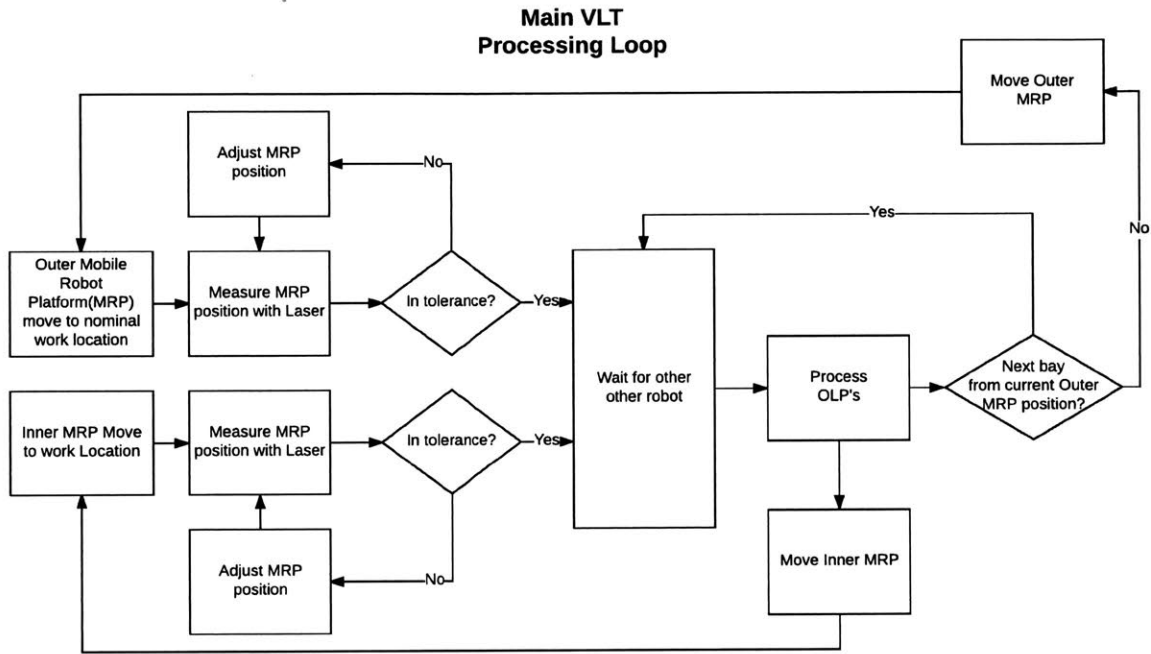 Main VLT
Processing Loop
Move Outer
MRP
Adjust MRP
position
No
Yes
No
Outer Mobile
Robot
Platform(MRP)
move to nominal
work location
Measure MRP
position with Laser
In tolerance?
Yes
Wait for other
other robot
Process
OLP's
Next bay
from current Outer
MRP position?
Inner MRP Move
to work Location
Measure MRP
position with Laser
In tolerance?
Yes
Adjust MRP
position
No
Move Inner MRP